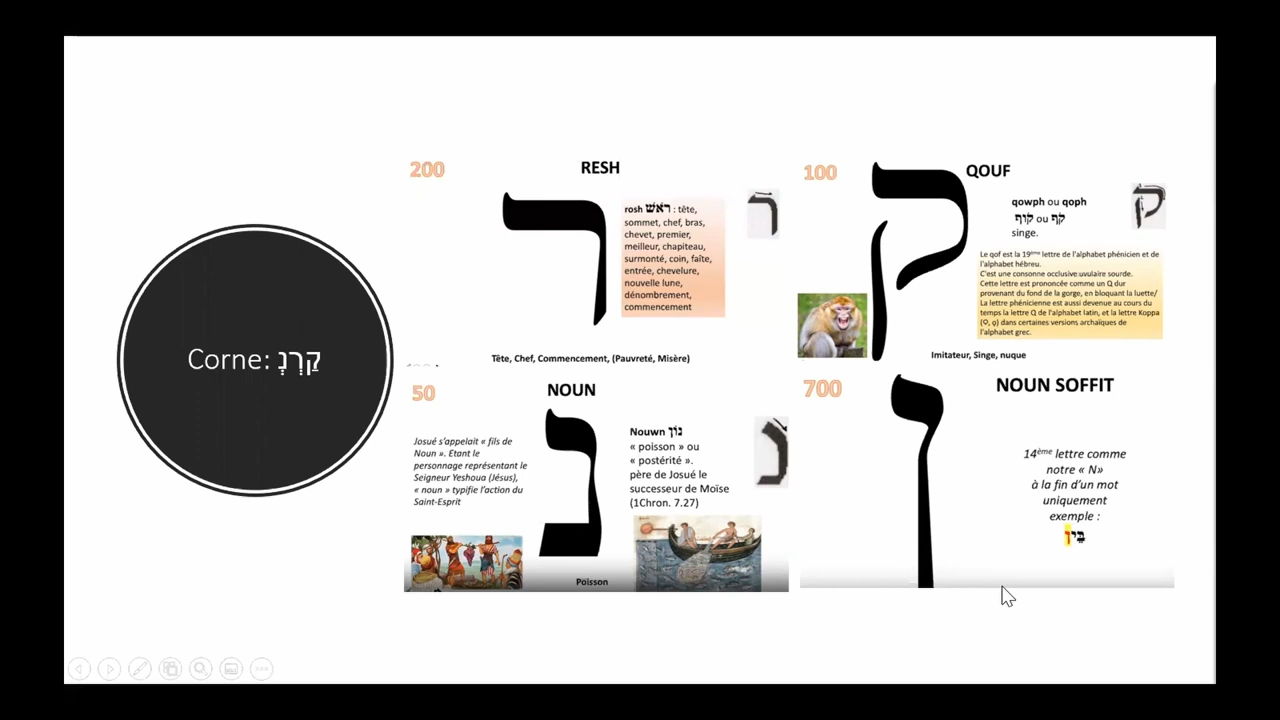 Corne: קַרְנְ
200
RESH
ר
rosh רֹאשׁ : tête,
sommet, chef, bras,
chevet, premier,
meilleur, chapiteau,
surmonté, coin, faîte,
entrée, chevelure,
nouvelle lune,
dénombrement,
commencement
ר
Tête, Chef, Commencement, (Pauvreté, Misère)
100
QOUF
ק
qowph ou qoph
קוֹף ou קֹף
singe.
ק
Le qof est la 19ème lettre de l'alphabet phénicien et de
l'alphabet hébreu.
C'est une consonne occlusive uvulaire sourde.
Cette lettre est prononcée comme un Q dur
provenant du fond de la gorge, en bloquant la luette/
La lettre phénicienne est aussi devenue au cours du
temps la lettre Q de l'alphabet latin, et la lettre Koppa
(Ϙ, ϙ) dans certaines versions archaïques de
l'alphabet grec.
Imitateur, Singe, nuque
50
NOUN
נ
Josué s'appelait « fils de
Noun ». Etant le
personnage représentant le
Seigneur Yeshoua (Jésus),
« noun » typifie l'action du
Saint-Esprit
Nouwn נוֹן
« poisson » ou
« postérité ».
père de Josué le
successeur de Moïse
(1Chron. 7.27)
נ
Poisson
700
NOUN SOFFIT
ן
14ème lettre comme
notre « N»
à la fin d'un mot
uniquement
exemple :
בֵּין